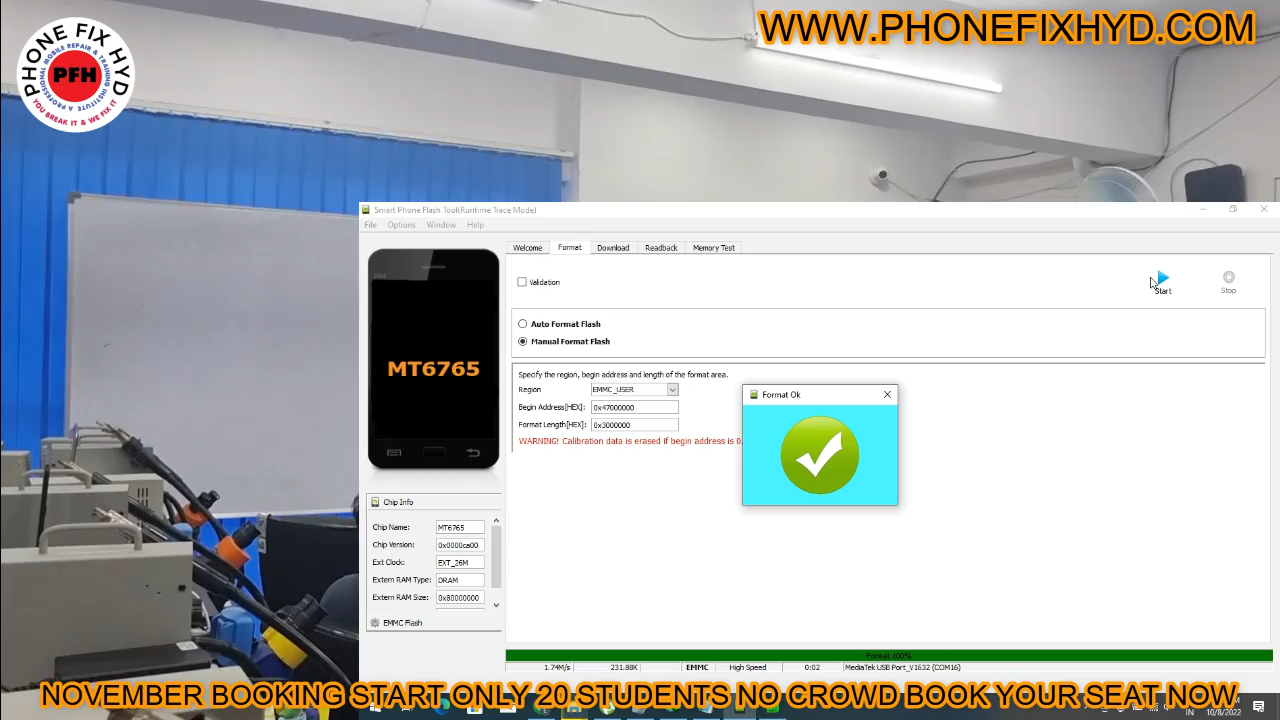 WWW.PHONEFIXHYD.COM
PHONE FIX HYD
A PROFESSIONAL MOBILE REPAIR & TRAINING INSTITUTE
PFH
YOU BREAK IT & WE FIX IT
Smart Phone Flash Tool(Runtime Trace Mode)
File Options Window Help
Welcome Format Download Readback Memory Test
Validation
Start
Stop
Auto Format Flash
Manual Format Flash
MT6765
Specify the region, begin address and length of the format area.
Region EMMC_USER
Begin Address[HEX]: 0x47000000
Format Length[HEX]: 0x3000000
WARNING! Calibration data is erased if begin address is 0.
Format Ok
Chip Info
Chip Name: MT6765
Chip Version: 0x0000ca00
Ext Clock: EXT_26M
Extern RAM Type: DRAM
Extern RAM Size: 0x80000000
EMMC Flash
Format 100%
1.74M/s 231.88K EMMC High Speed 0:02 MediaTek USB Port_V1632 (COM16)
NOVEMBER BOOKING START ONLY 20 STUDENTS NO CROWD BOOK YOUR SEAT NOW
IN 10/8/2022